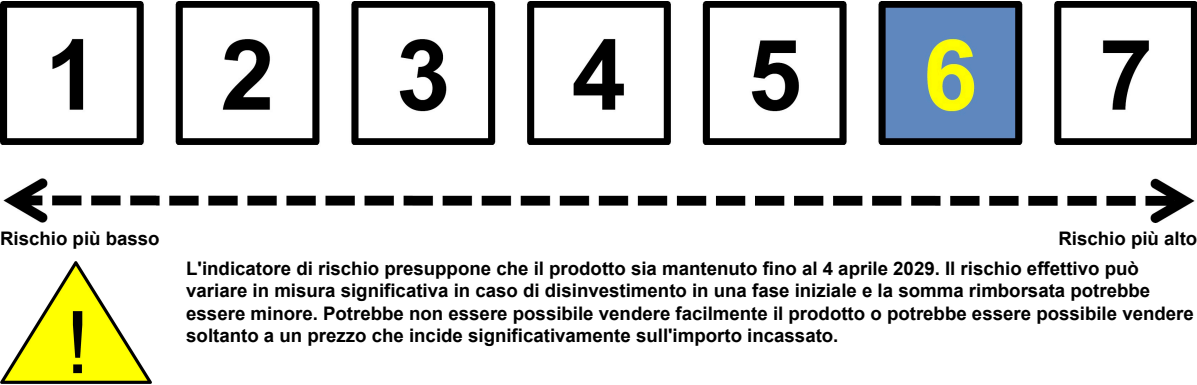 1 2 3 4 5 6 7
Rischio più basso Rischio più alto
L'indicatore di rischio presuppone che il prodotto sia mantenuto fino al 4 aprile 2029. Il rischio effettivo può
variare in misura significativa in caso di disinvestimento in una fase iniziale e la somma rimborsata potrebbe
essere minore. Potrebbe non essere possibile vendere facilmente il prodotto o potrebbe essere possibile vendere
soltanto a un prezzo che incide significativamente sull'importo incassato.
!